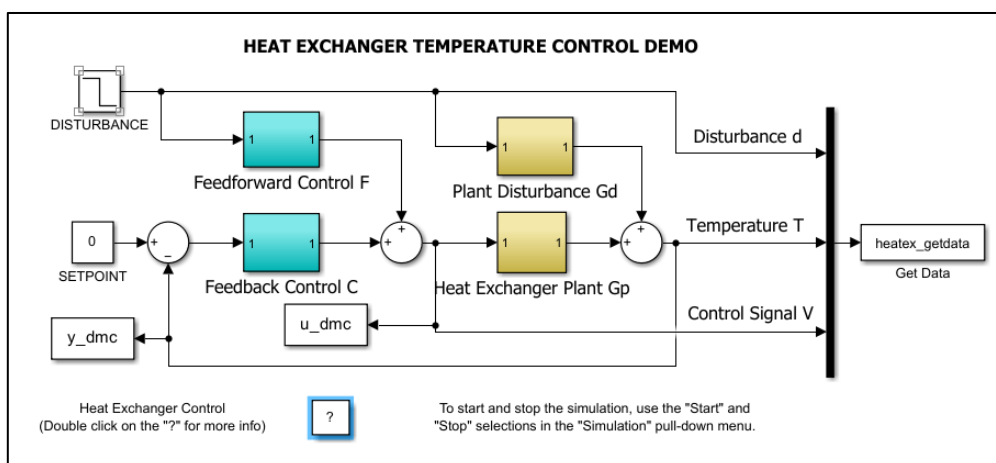 HEAT EXCHANGER TEMPERATURE CONTROL DEMO
DISTURBANCE
1 1
Feedforward Control F
1 1
Plant Disturbance Gd
Disturbance d
+
+
0
SETPOINT
+
−
1 1
Feedback Control C
+
1 1
Heat Exchanger Plant Gp
+
Temperature T
heatex_getdata
Get Data
y_dmc
u_dmc
Control Signal V
Heat Exchanger Control
(Double click on the "?" for more info)
?
To start and stop the simulation, use the "Start" and
"Stop" selections in the "Simulation" pull-down menu.